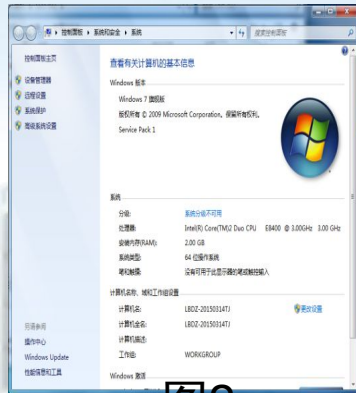 控制面板 ▸ 系统和安全 ▸ 系统
搜索控制面板
控制面板主页
设备管理器
远程设置
系统保护
高级系统设置
查看有关计算机的基本信息
Windows 版本
Windows 7 旗舰版
版权所有 © 2009 Microsoft Corporation。保留所有权利。
Service Pack 1
系统
分级: 系统分级不可用
处理器: Intel(R) Core(TM)2 Duo CPU E8400 @ 3.00GHz 3.00 GHz
安装内存(RAM): 2.00 GB
系统类型: 64 位操作系统
笔和触摸: 没有可用于此显示器的笔或触控输入
计算机名称、域和工作组设置
计算机名: LBDZ-20150314TJ 更改设置
计算机全名: LBDZ-20150314TJ
计算机描述:
工作组: WORKGROUP
Windows 激活
另请参阅
操作中心
Windows Update
性能信息和工具